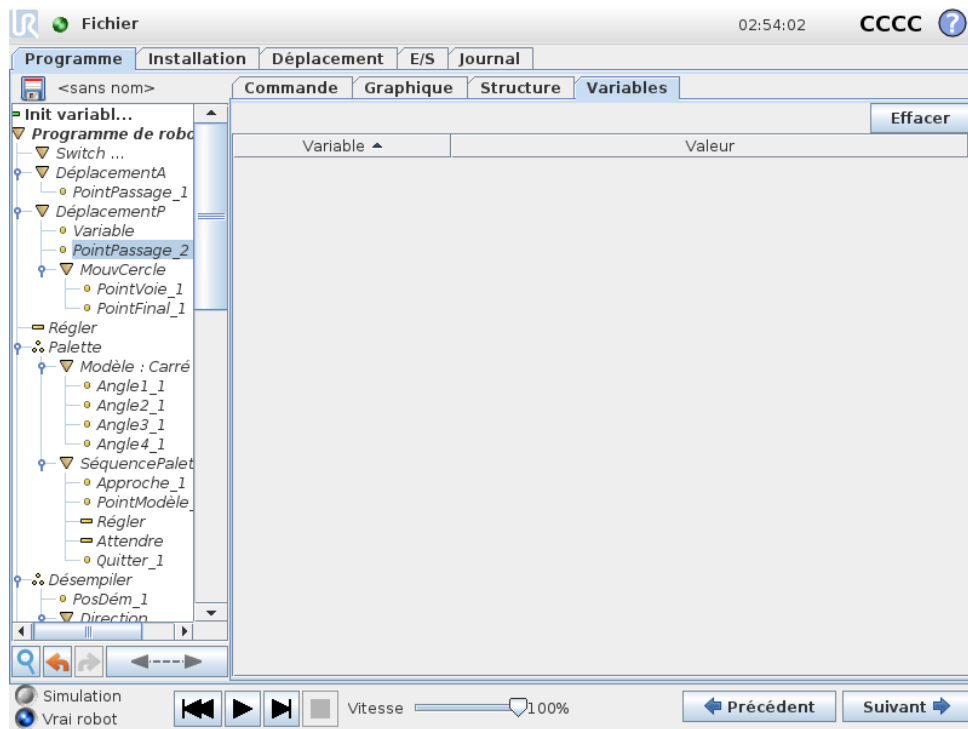 UR Fichier 02:54:02 CCCC ?
Programme Installation Déplacement E/S Journal
<sans nom> Commande Graphique Structure Variables
Effacer
Variable Valeur
Init variabl...
Programme de robo
Switch ...
DéplacementA
PointPassage_1
DéplacementP
Variable
PointPassage_2
MouvCercle
PointVoie_1
PointFinal_1
Régler
Palette
Modèle : Carré
Angle1_1
Angle2_1
Angle3_1
Angle4_1
SéquencePalet
Approche_1
PointModèle_
Régler
Attendre
Quitter_1
Désempiler
PosDém_1
Direction
Simulation
Vrai robot
Vitesse 100%
Précédent Suivant